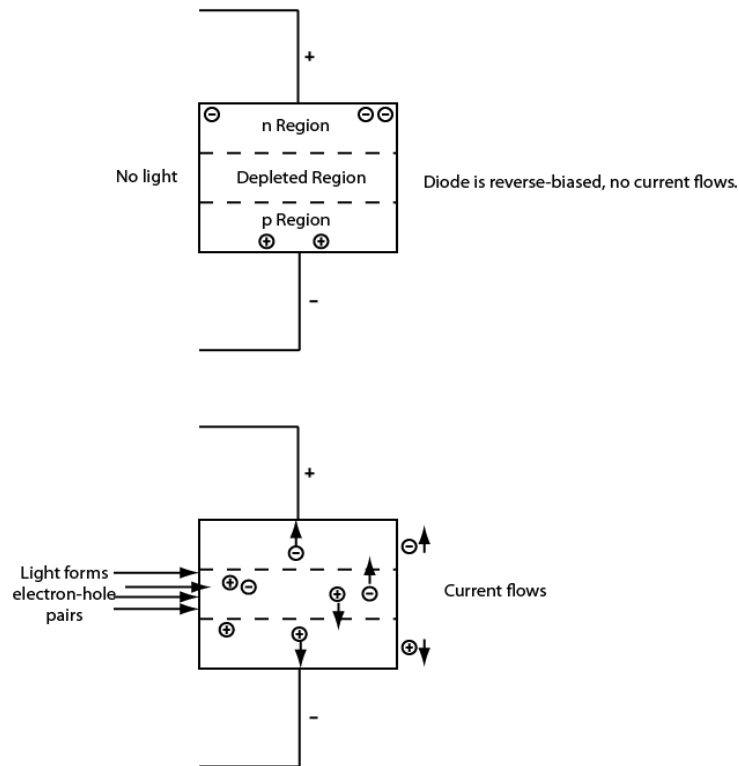 +
n Region
No light
Depleted Region
Diode is reverse-biased, no current flows.
p Region
−
+
Light forms
electron-hole
pairs
Current flows
−